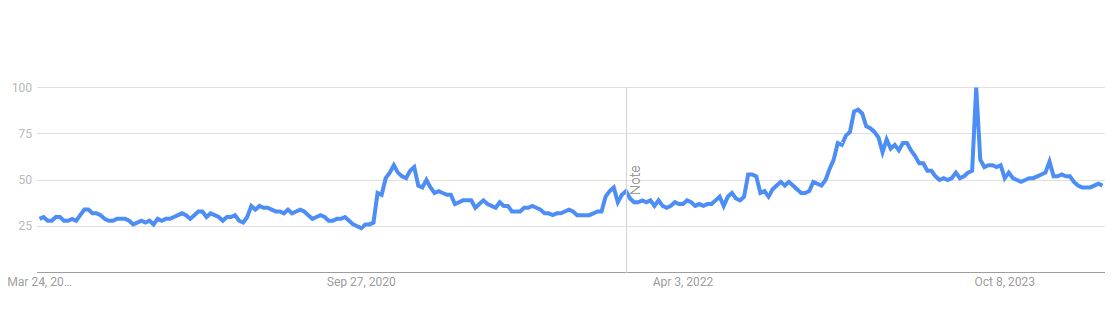 100
75
50
25
Note
Mar 24, 20…
Sep 27, 2020
Apr 3, 2022
Oct 8, 2023